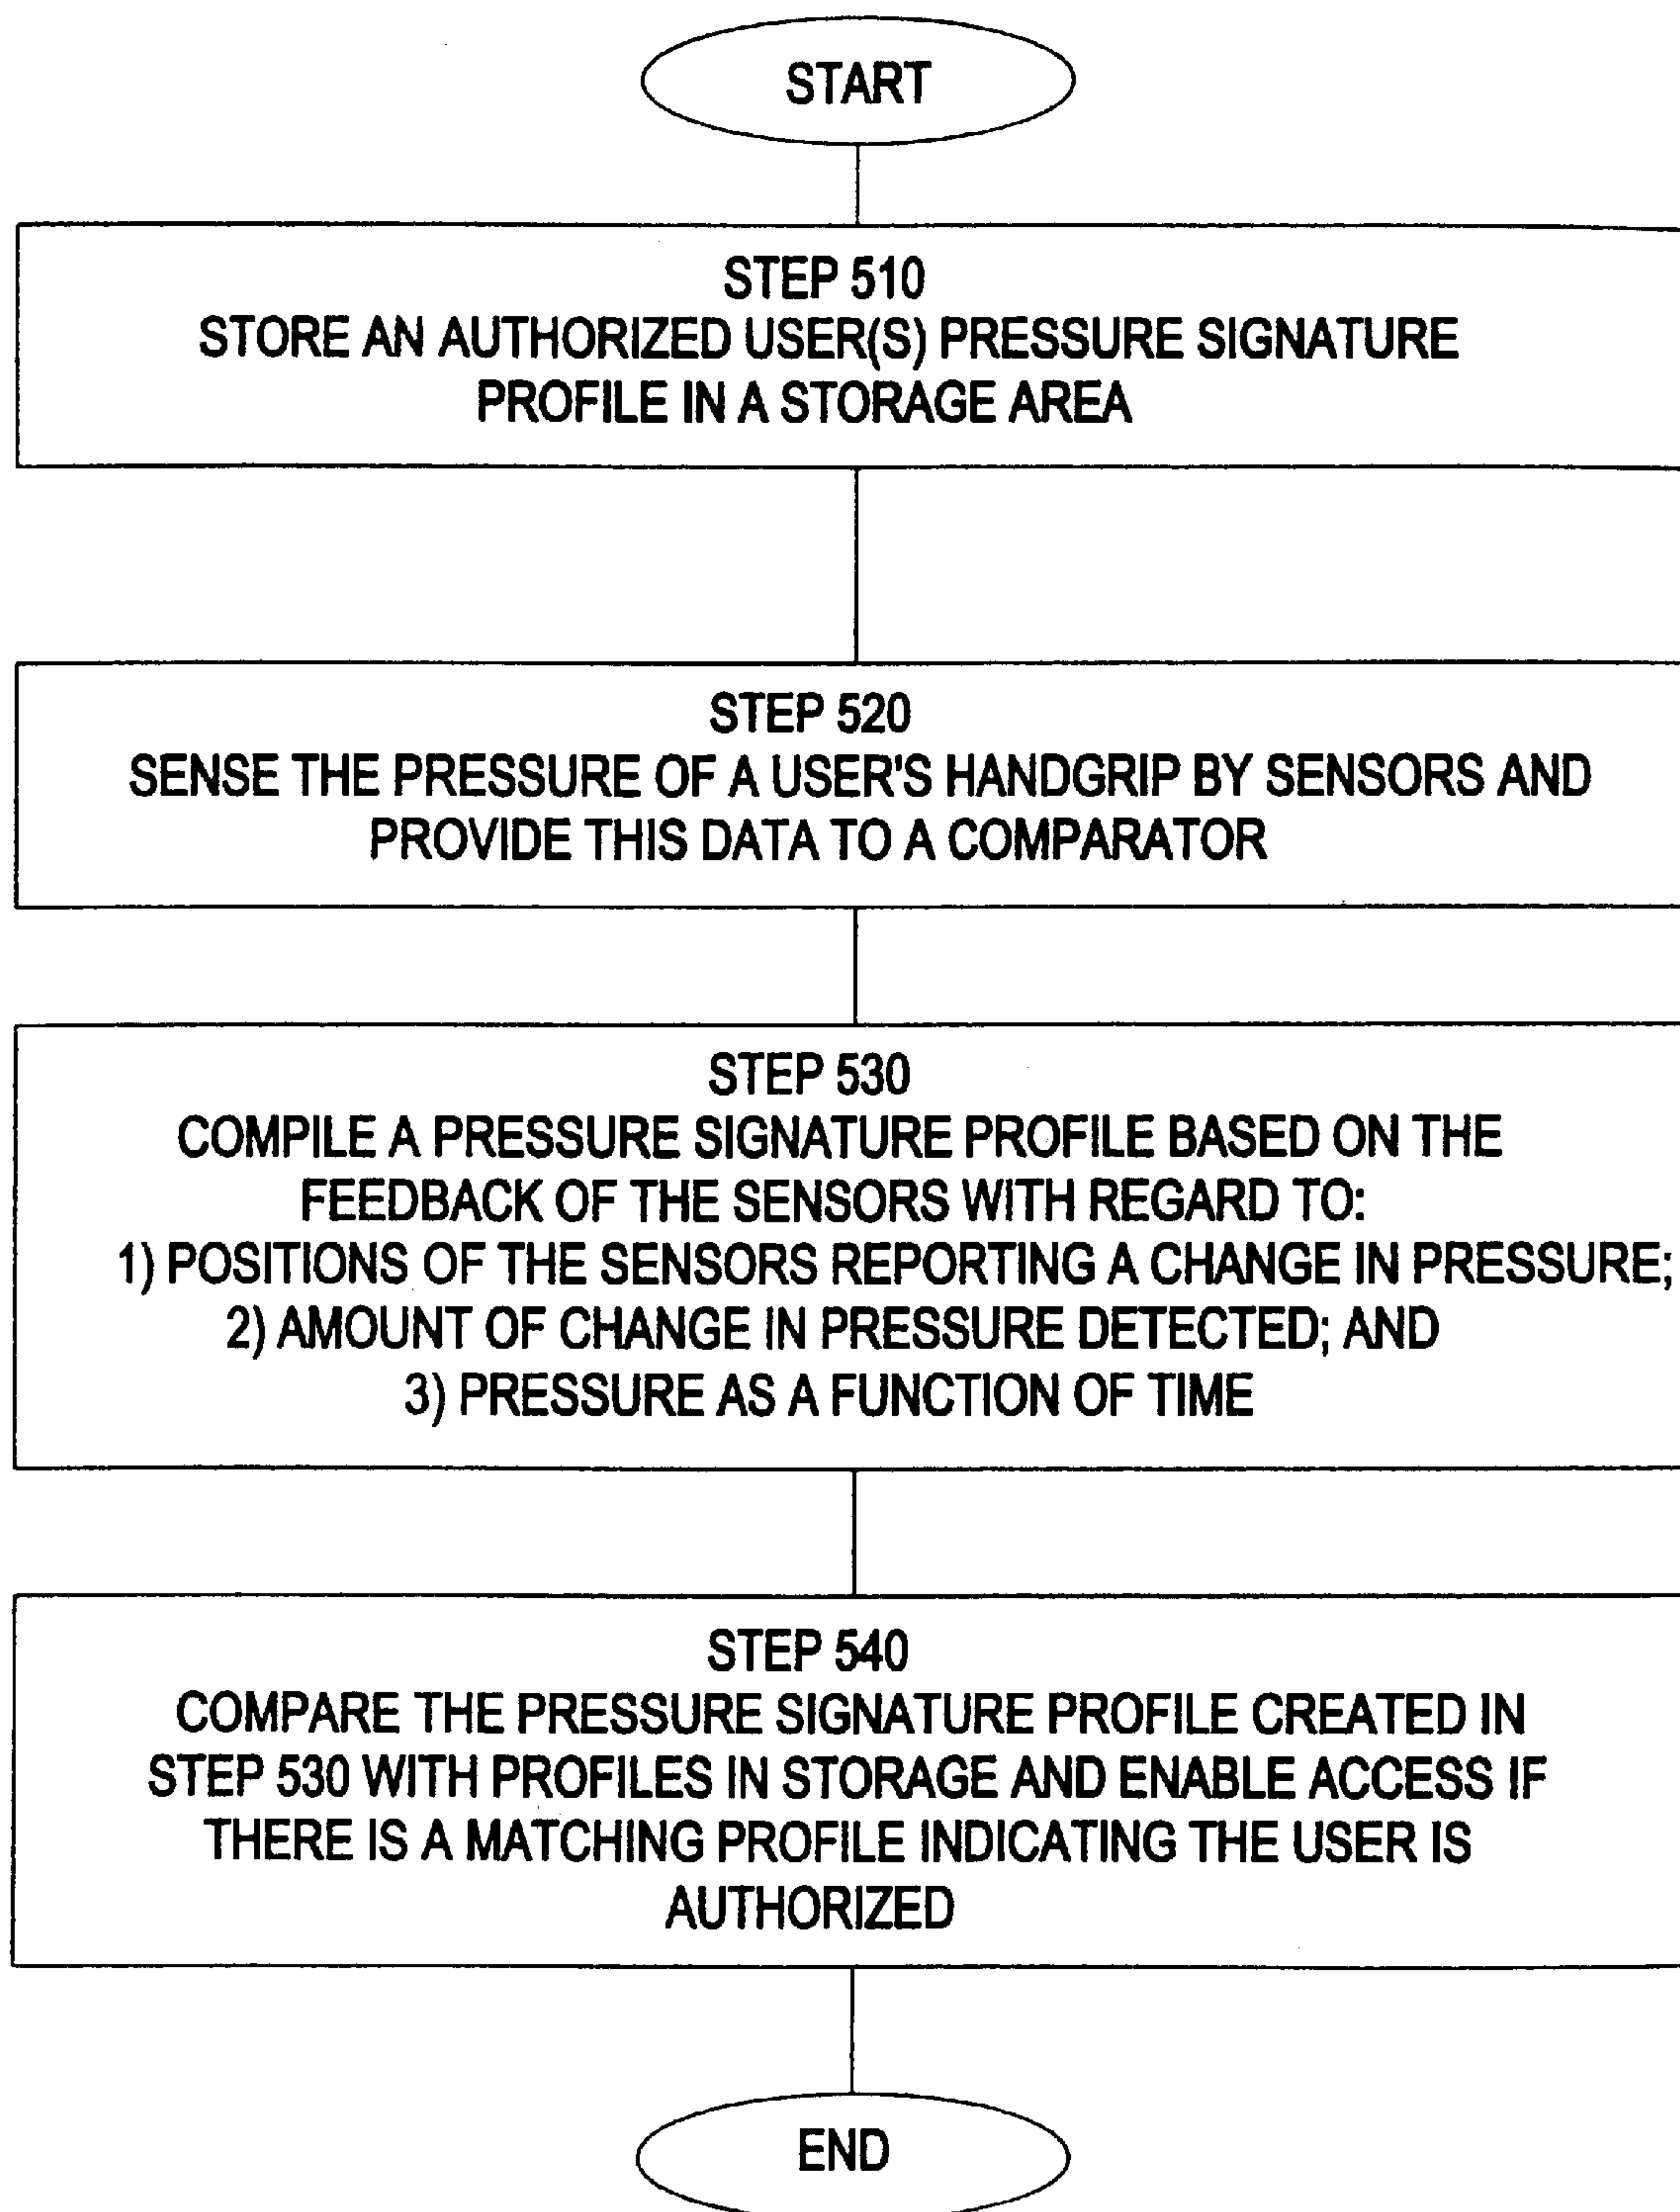 START
STEP 510
STORE AN AUTHORIZED USER(S) PRESSURE SIGNATURE
PROFILE IN A STORAGE AREA
STEP 520
SENSE THE PRESSURE OF A USER'S HANDGRIP BY SENSORS AND
PROVIDE THIS DATA TO A COMPARATOR
STEP 530
COMPILE A PRESSURE SIGNATURE PROFILE BASED ON THE
FEEDBACK OF THE SENSORS WITH REGARD TO:
1) POSITIONS OF THE SENSORS REPORTING A CHANGE IN PRESSURE;
2) AMOUNT OF CHANGE IN PRESSURE DETECTED; AND
3) PRESSURE AS A FUNCTION OF TIME
STEP 540
COMPARE THE PRESSURE SIGNATURE PROFILE CREATED IN
STEP 530 WITH PROFILES IN STORAGE AND ENABLE ACCESS IF
THERE IS A MATCHING PROFILE INDICATING THE USER IS
AUTHORIZED
END